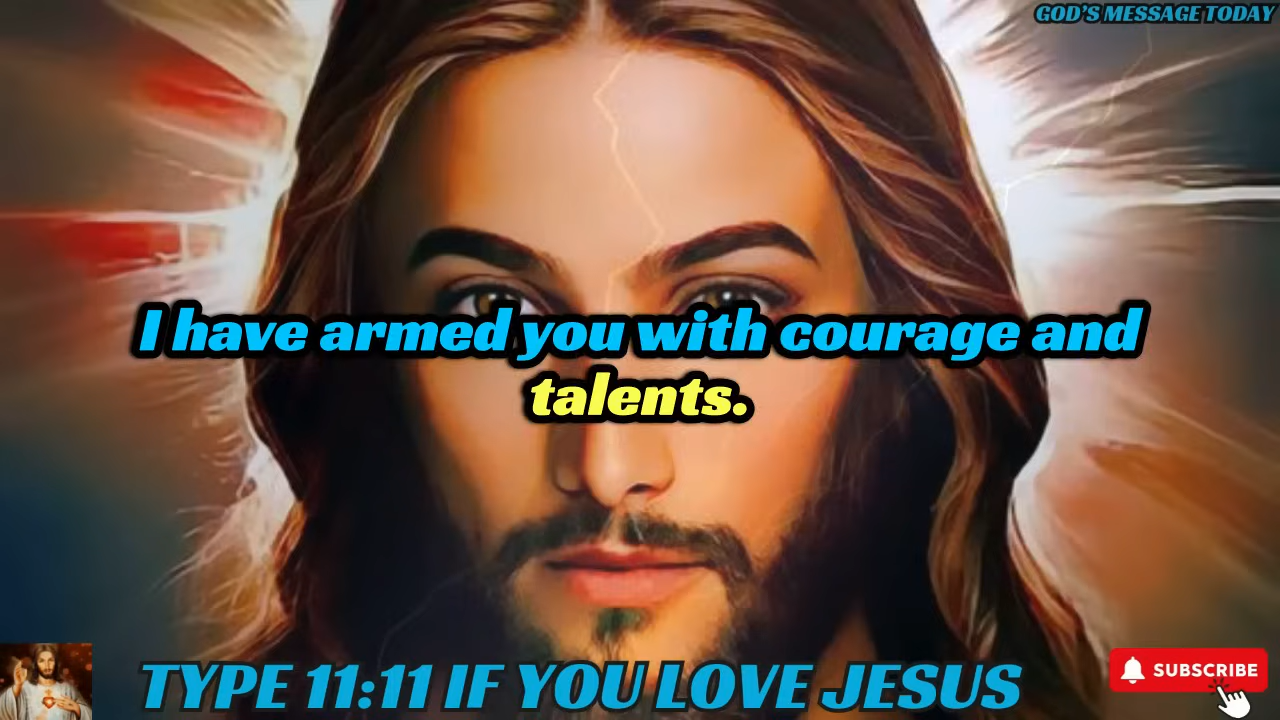 GOD'S MESSAGE TODAY
I have armed you with courage and
talents.
TYPE 11:11 IF YOU LOVE JESUS
SUBSCRIBE